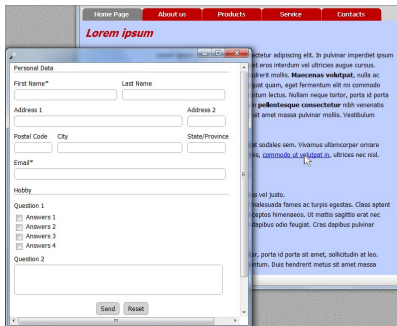 Home Page About us Products Service Contacts
Lorem ipsum
ectetur adipiscing elit. In pulvinar imperdiet ipsum
et eros interdum vel ultricies augue cursus.
drerit mollis. Maecenas volutpat, nulla ac
quat quam, eget fermentum elit mi commodo
ntum lectus. Nullam neque tortor, porta id porta
n pellentesque consectetur nibh venenatis
at amet massa pulvinar mollis. Vestibulum
at sodales sem. Vivamus ullamcorper ornare
commodo ut volutpat in, ultrices nec nisl.
us vel justo.
malesuada fames ac turpis egestas. Class aptent
nceptos himenaeos. Ut mattis sagittis erat nec
dapibus odio feugiat. Cras dapibus pulvinar
or, porta id porta sit amet, sollicitudin at leo.
ntum. Duis hendrerit metus sit amet massa
Personal Data
First Name* Last Name
Address 1 Address 2
Postal Code City State/Province
Email*
Hobby
Question 1
Answers 1
Answers 2
Answers 3
Answers 4
Question 2
Send Reset